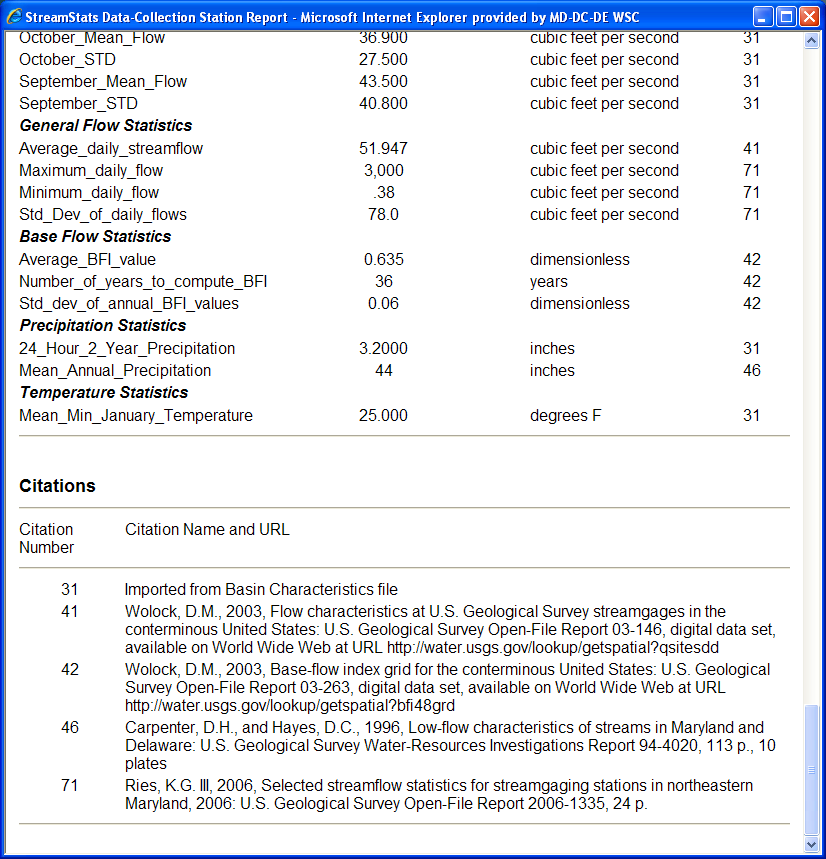 StreamStats Data-Collection Station Report - Microsoft Internet Explorer provided by MD-DC-DE WSC
October_Mean_Flow 36.900 cubic feet per second 31
October_STD 27.500 cubic feet per second 31
September_Mean_Flow 43.500 cubic feet per second 31
September_STD 40.800 cubic feet per second 31
General Flow Statistics
Average_daily_streamflow 51.947 cubic feet per second 41
Maximum_daily_flow 3,000 cubic feet per second 71
Minimum_daily_flow .38 cubic feet per second 71
Std_Dev_of_daily_flows 78.0 cubic feet per second 71
Base Flow Statistics
Average_BFI_value 0.635 dimensionless 42
Number_of_years_to_compute_BFI 36 years 42
Std_dev_of_annual_BFI_values 0.06 dimensionless 42
Precipitation Statistics
24_Hour_2_Year_Precipitation 3.2000 inches 31
Mean_Annual_Precipitation 44 inches 46
Temperature Statistics
Mean_Min_January_Temperature 25.000 degrees F 31
Citations
Citation Citation Name and URL
Number
31 Imported from Basin Characteristics file
41 Wolock, D.M., 2003, Flow characteristics at U.S. Geological Survey streamgages in the
conterminous United States: U.S. Geological Survey Open-File Report 03-146, digital data set,
available on World Wide Web at URL http://water.usgs.gov/lookup/getspatial?qsitesdd
42 Wolock, D.M., 2003, Base-flow index grid for the conterminous United States: U.S. Geological
Survey Open-File Report 03-263, digital data set, available on World Wide Web at URL
http://water.usgs.gov/lookup/getspatial?bfi48grd
46 Carpenter, D.H., and Hayes, D.C., 1996, Low-flow characteristics of streams in Maryland and
Delaware: U.S. Geological Survey Water-Resources Investigations Report 94-4020, 113 p., 10
plates
71 Ries, K.G. III, 2006, Selected streamflow statistics for streamgaging stations in northeastern
Maryland, 2006: U.S. Geological Survey Open-File Report 2006-1335, 24 p.